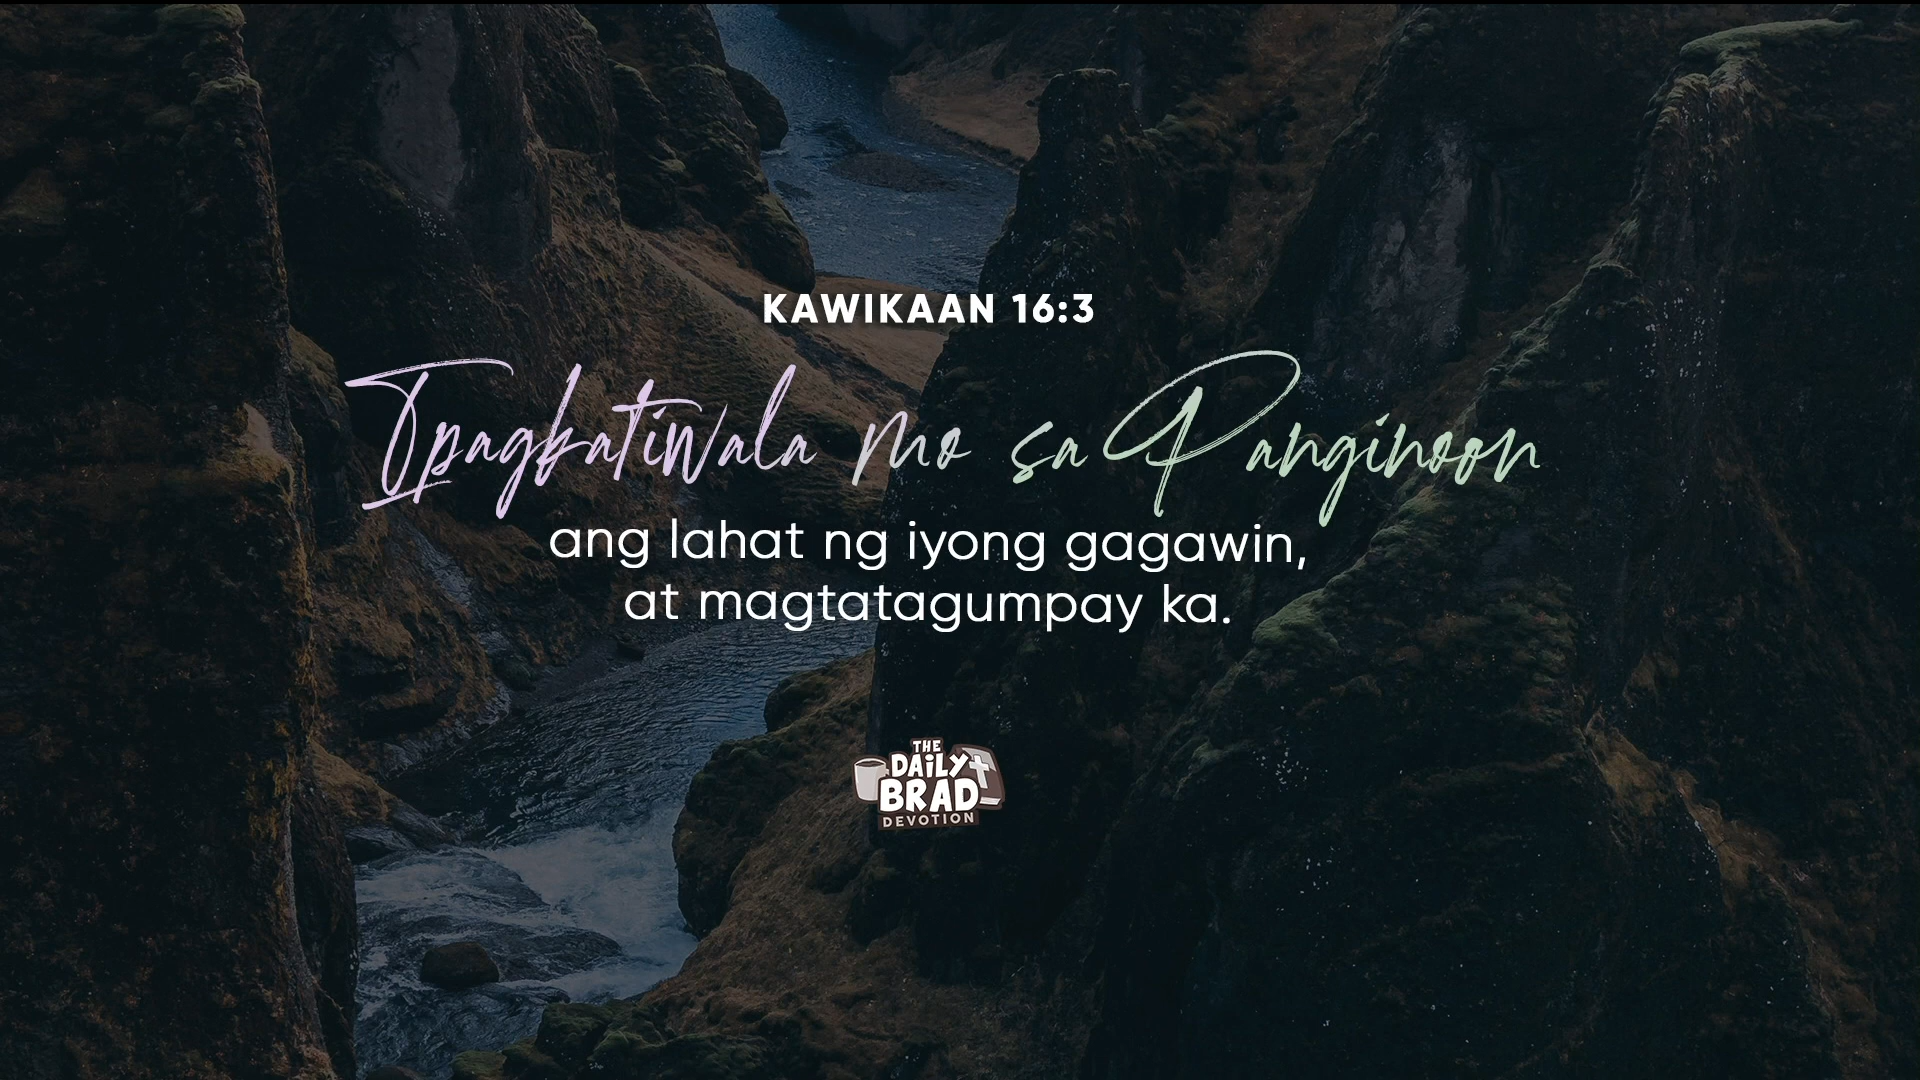 KAWIKAAN 16:3
Ipagkatiwala mo sa Panginoon
ang lahat ng iyong gagawin,
at magtatagumpay ka.
THE
DAiLY
BRAD
DEVOTION